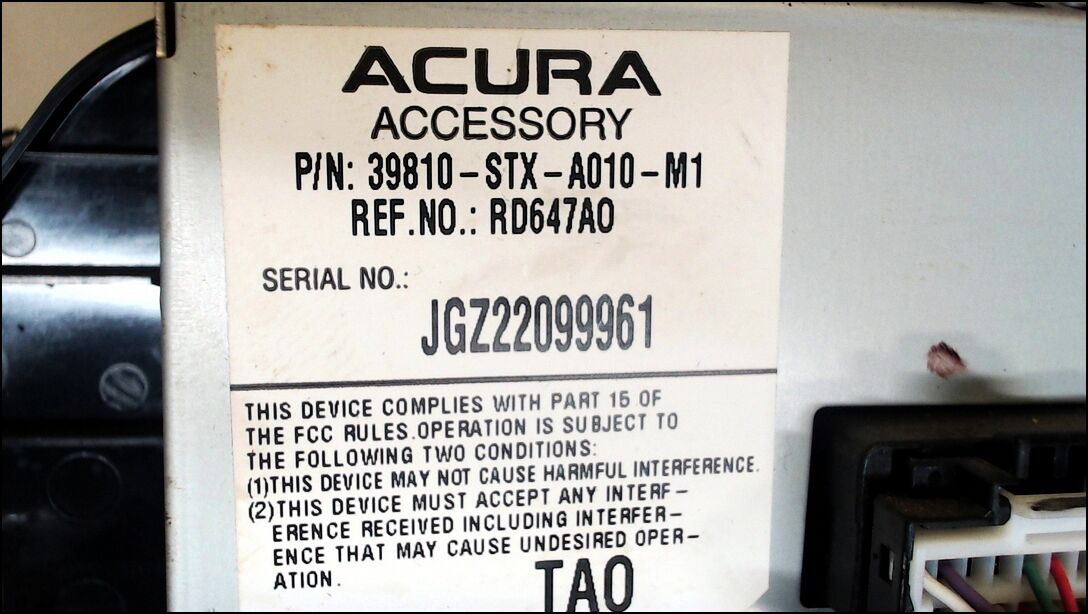 ACURA
ACCESSORY
P/N: 39810-STX-A010-M1
REF.NO.: RD647A0
SERIAL NO.:
JGZ22099961
THIS DEVICE COMPLIES WITH PART 15 OF
THE FCC RULES.OPERATION IS SUBJECT TO
THE FOLLOWING TWO CONDITIONS:
(1)THIS DEVICE MAY NOT CAUSE HARMFUL INTERFERENCE.
(2)THIS DEVICE MUST ACCEPT ANY INTERF-
ERENCE RECEIVED INCLUDING INTERFER-
ENCE THAT MAY CAUSE UNDESIRED OPER-
ATION.
TA0